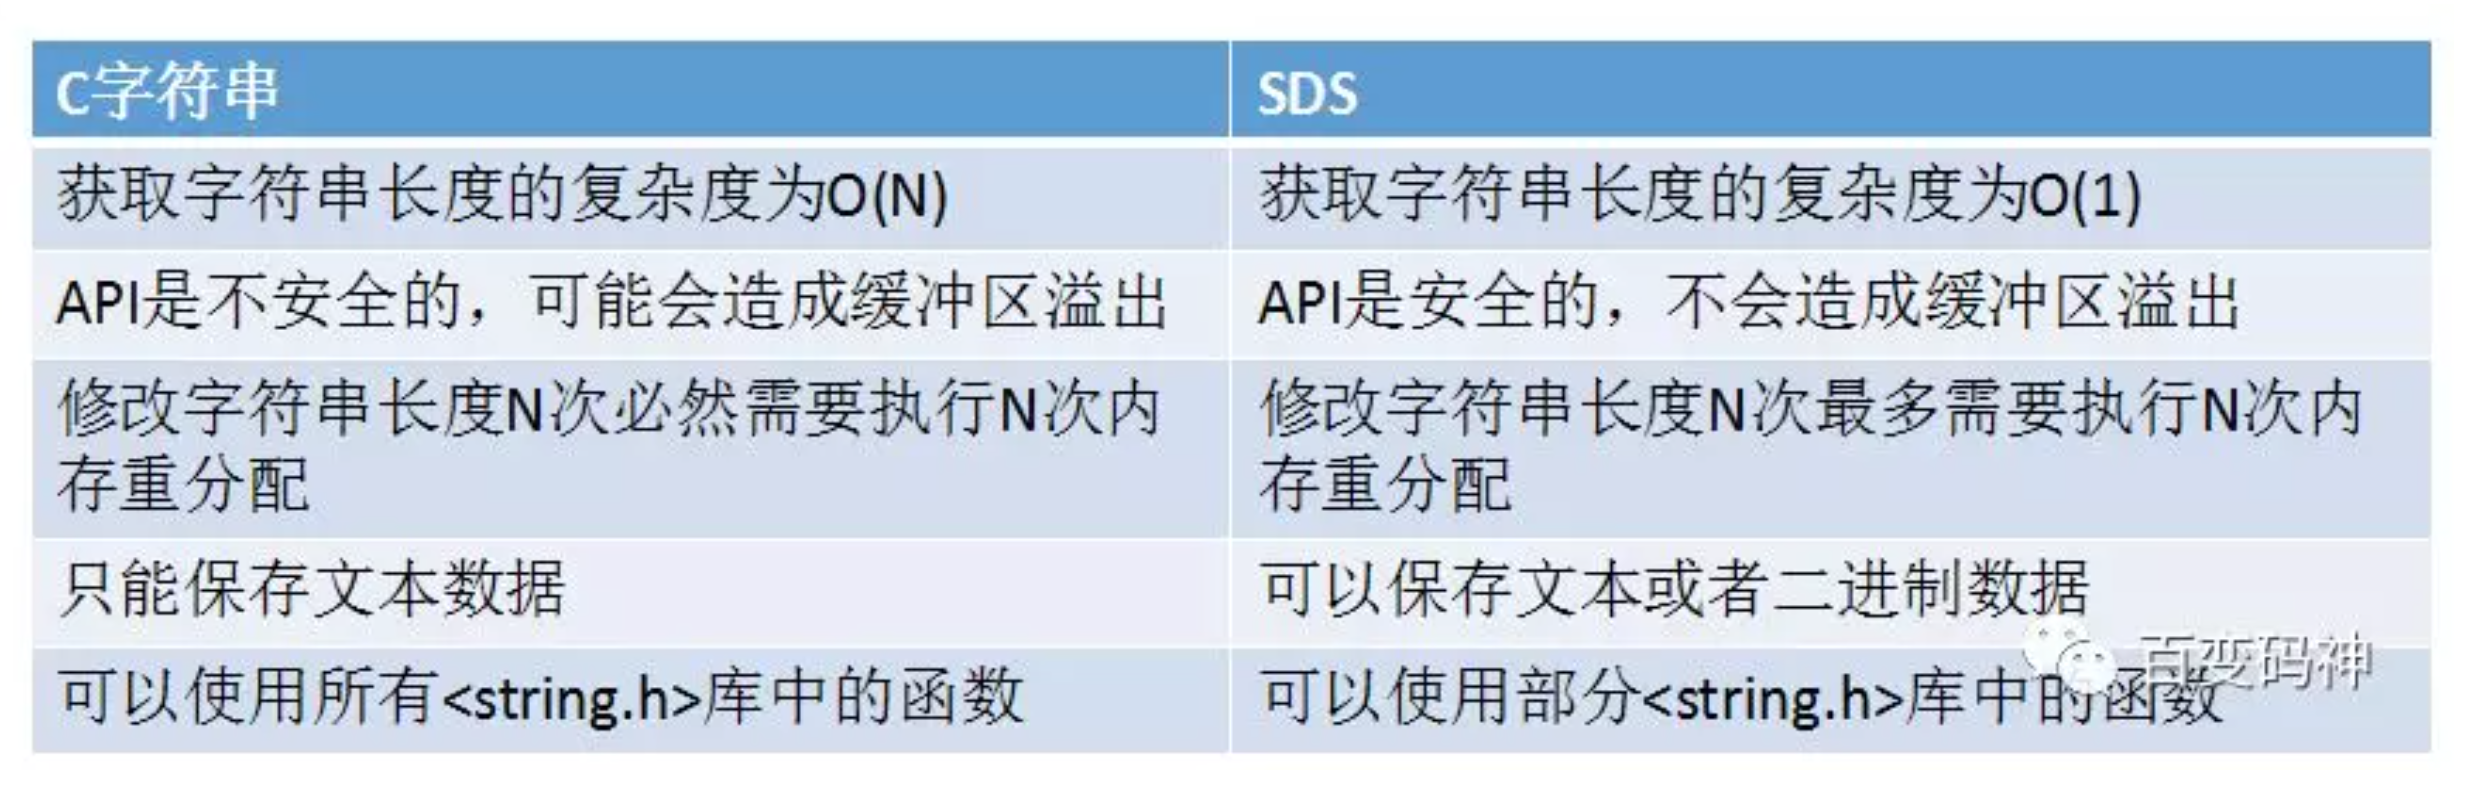 C字符串
SDS
获取字符串长度的复杂度为O(N)
获取字符串长度的复杂度为O(1)
API是不安全的，可能会造成缓冲区溢出
API是安全的，不会造成缓冲区溢出
修改字符串长度N次必然需要执行N次内
存重分配
修改字符串长度N次最多需要执行N次内
存重分配
只能保存文本数据
可以保存文本或者二进制数据
可以使用所有<string.h>库中的函数
可以使用部分<string.h>库中的函数
百变码神